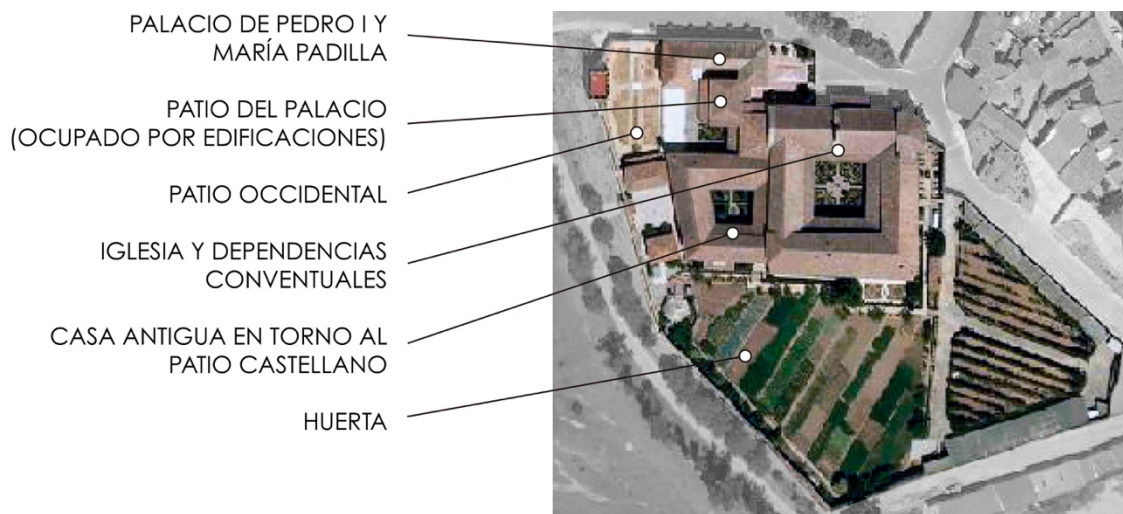 PALACIO DE PEDRO I Y
MARÍA PADILLA
PATIO DEL PALACIO
(OCUPADO POR EDIFICACIONES)
PATIO OCCIDENTAL
IGLESIA Y DEPENDENCIAS
CONVENTUALES
CASA ANTIGUA EN TORNO AL
PATIO CASTELLANO
HUERTA